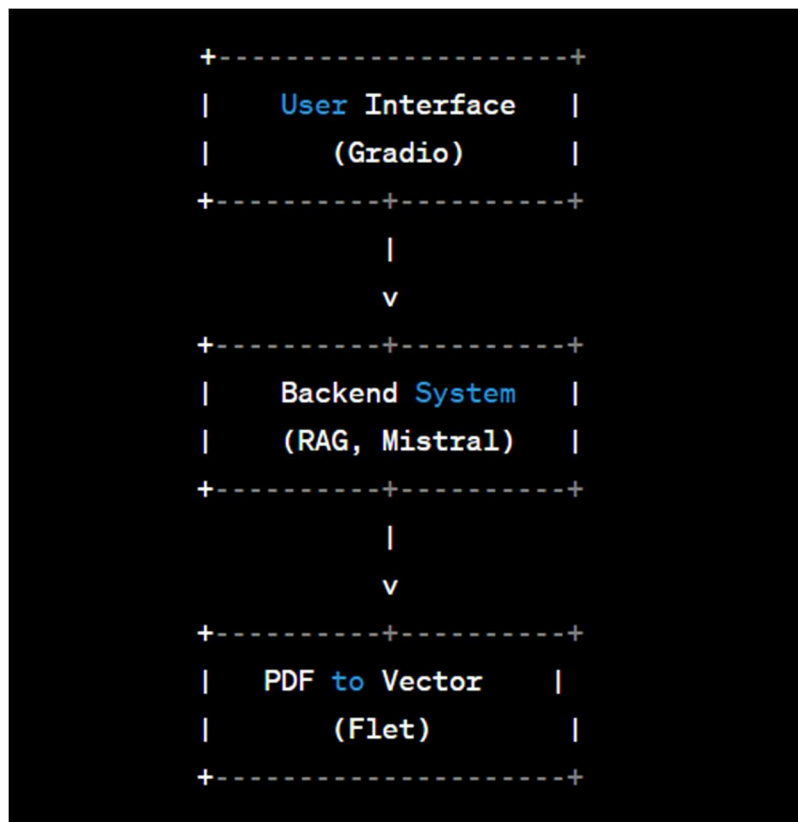 +---------------------+
|    User Interface   |
|       (Gradio)      |
+----------+----------+
           |
           v
+----------+----------+
|    Backend System   |
|    (RAG, Mistral)   |
+----------+----------+
           |
           v
+----------+----------+
|   PDF to Vector    |
|       (Flet)        |
+---------------------+